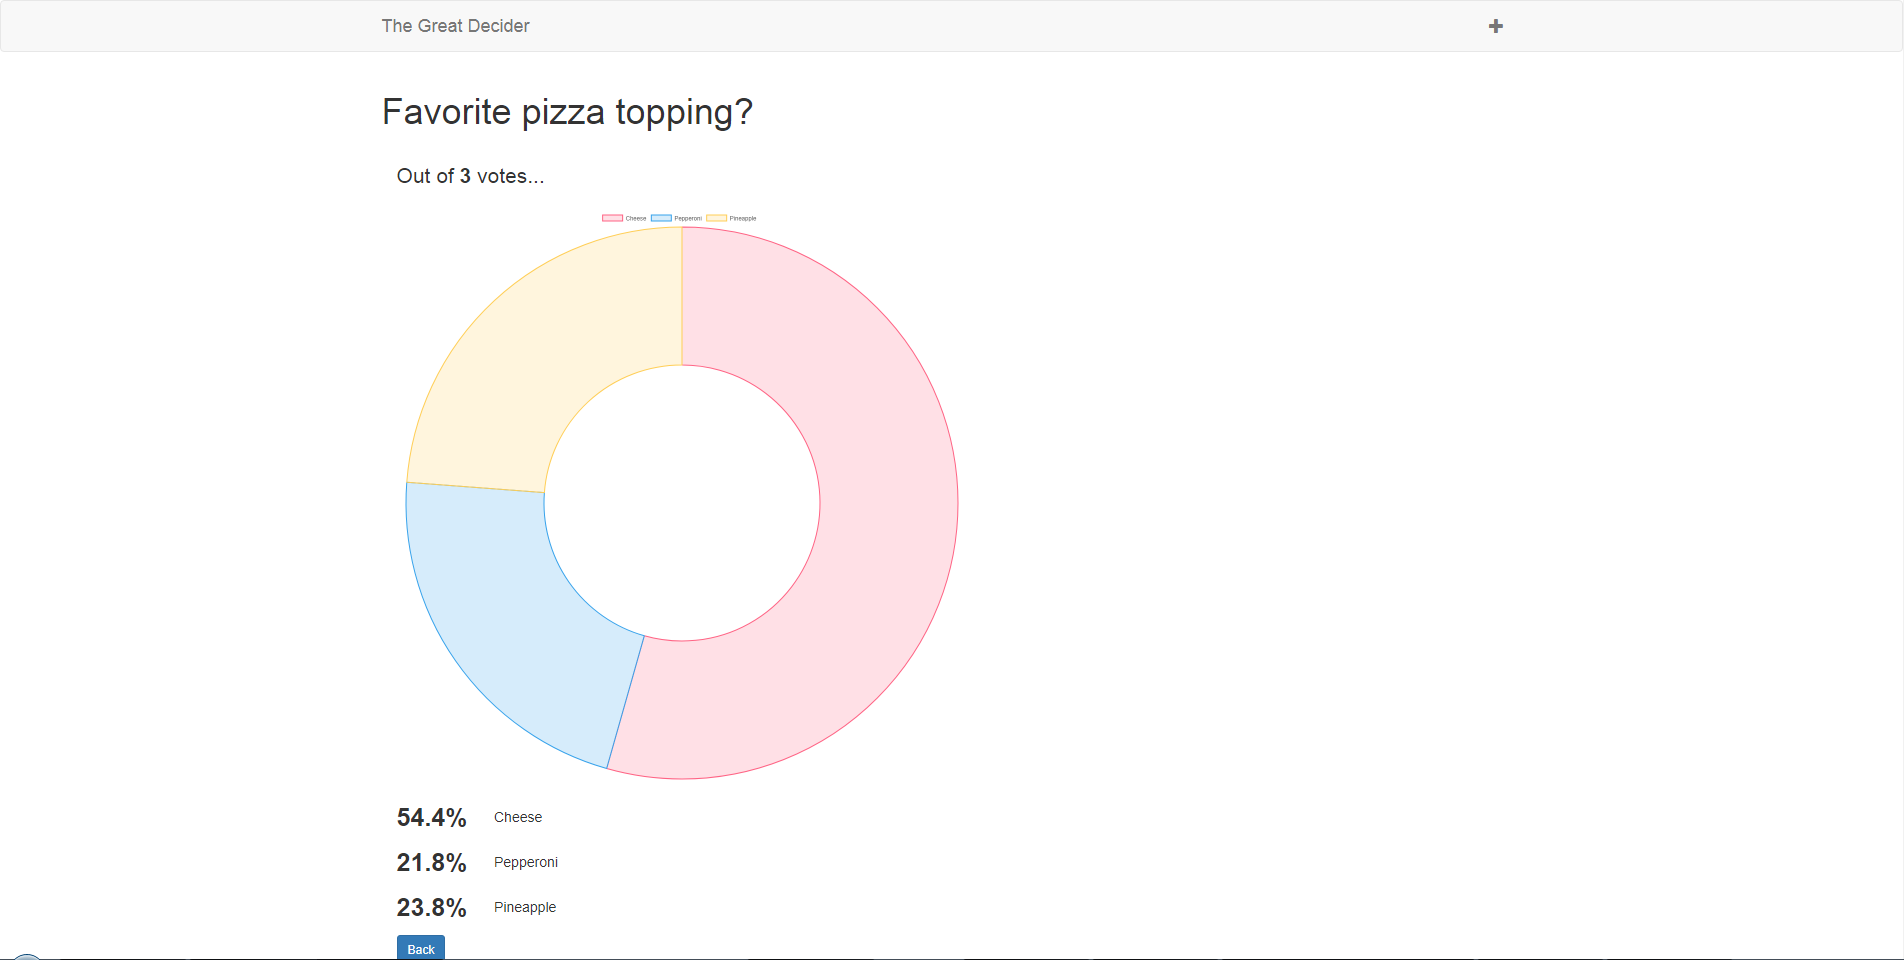 The Great Decider
Favorite pizza topping?
Out of 3 votes...
Cheese Pepperoni Pineapple
54.4% Cheese
21.8% Pepperoni
23.8% Pineapple
Back